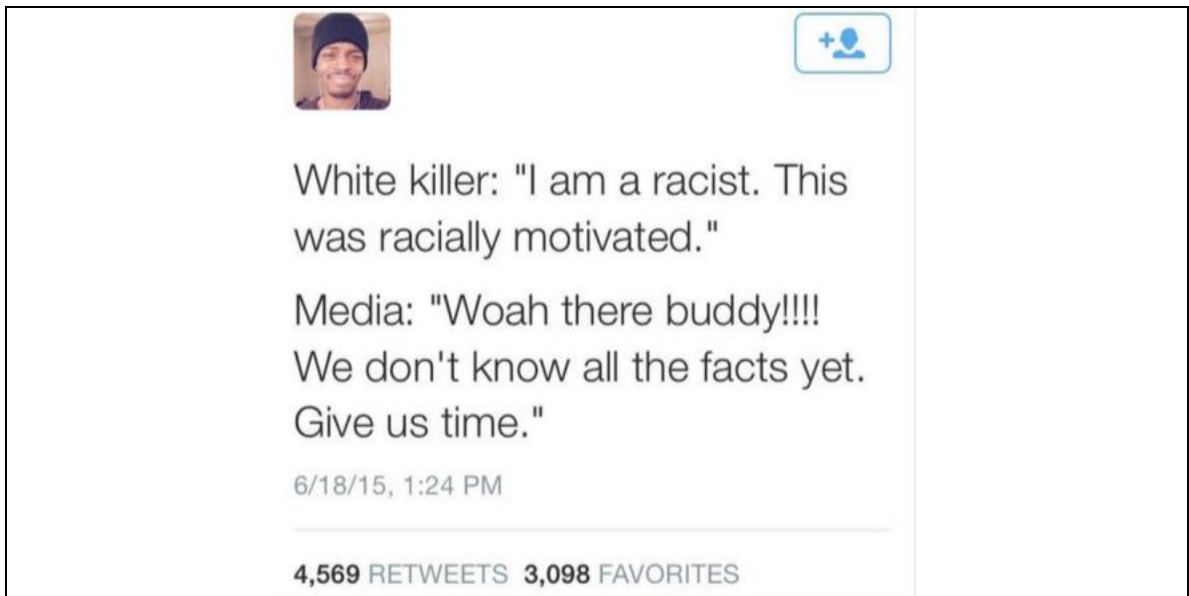 White killer: "I am a racist. This
was racially motivated."
Media: "Woah there buddy!!!!
We don't know all the facts yet.
Give us time."
6/18/15, 1:24 PM
4,569 RETWEETS 3,098 FAVORITES